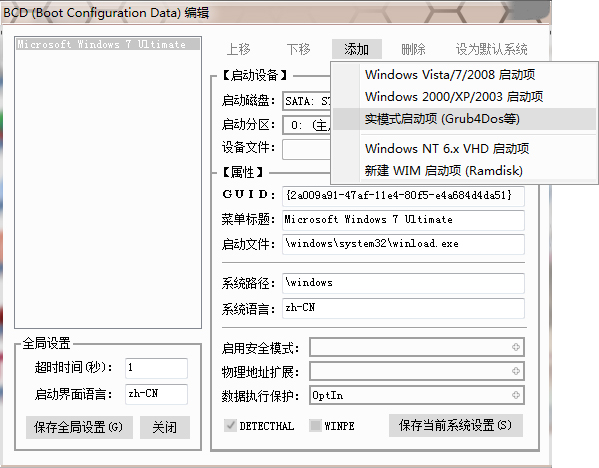 BCD (Boot Configuration Data) 编辑
Microsoft Windows 7 Ultimate
上移 下移 添加 删除 设为默认系统
Windows Vista/7/2008 启动项
Windows 2000/XP/2003 启动项
实模式启动项 (Grub4Dos等)
Windows NT 6.x VHD 启动项
新建 WIM 启动项 (Ramdisk)
【启动设备】
启动磁盘: SATA: ST
启动分区: 0: (主,
设备文件:
【属性】
GUID: {2a009a91-47af-11e4-80f5-e4a684d4da51}
菜单标题: Microsoft Windows 7 Ultimate
启动文件: \windows\system32\winload.exe
系统路径: \windows
系统语言: zh-CN
启用安全模式:
物理地址扩展:
数据执行保护: OptIn
DETECTHAL WINPE 保存当前系统设置(S)
全局设置
超时时间(秒): 1
启动界面语言: zh-CN
保存全局设置(G) 关闭